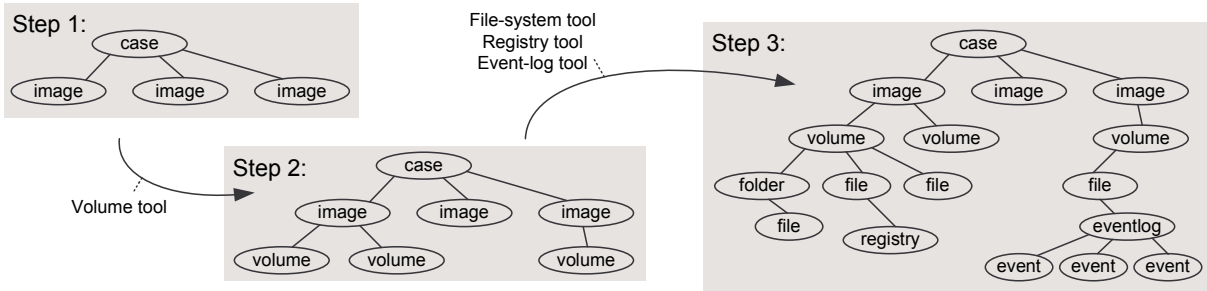 Step 1:
case
image image image
Volume tool
Step 2:
case
image image image
volume volume volume
File-system tool
Registry tool
Event-log tool
Step 3:
case
image image image
volume volume volume
folder file file file
file registry eventlog
event event event